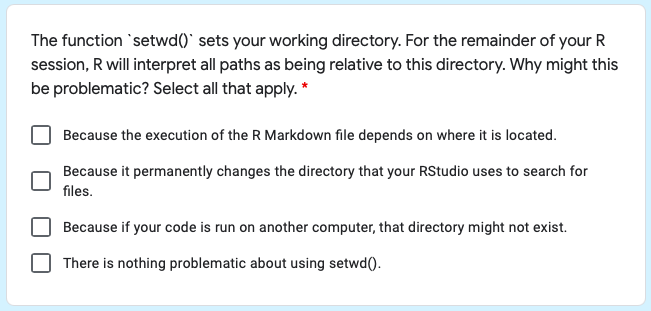 The function `setwd()` sets your working directory. For the remainder of your R
session, R will interpret all paths as being relative to this directory. Why might this
be problematic? Select all that apply. *
Because the execution of the R Markdown file depends on where it is located.
Because it permanently changes the directory that your RStudio uses to search for
files.
Because if your code is run on another computer, that directory might not exist.
There is nothing problematic about using setwd().